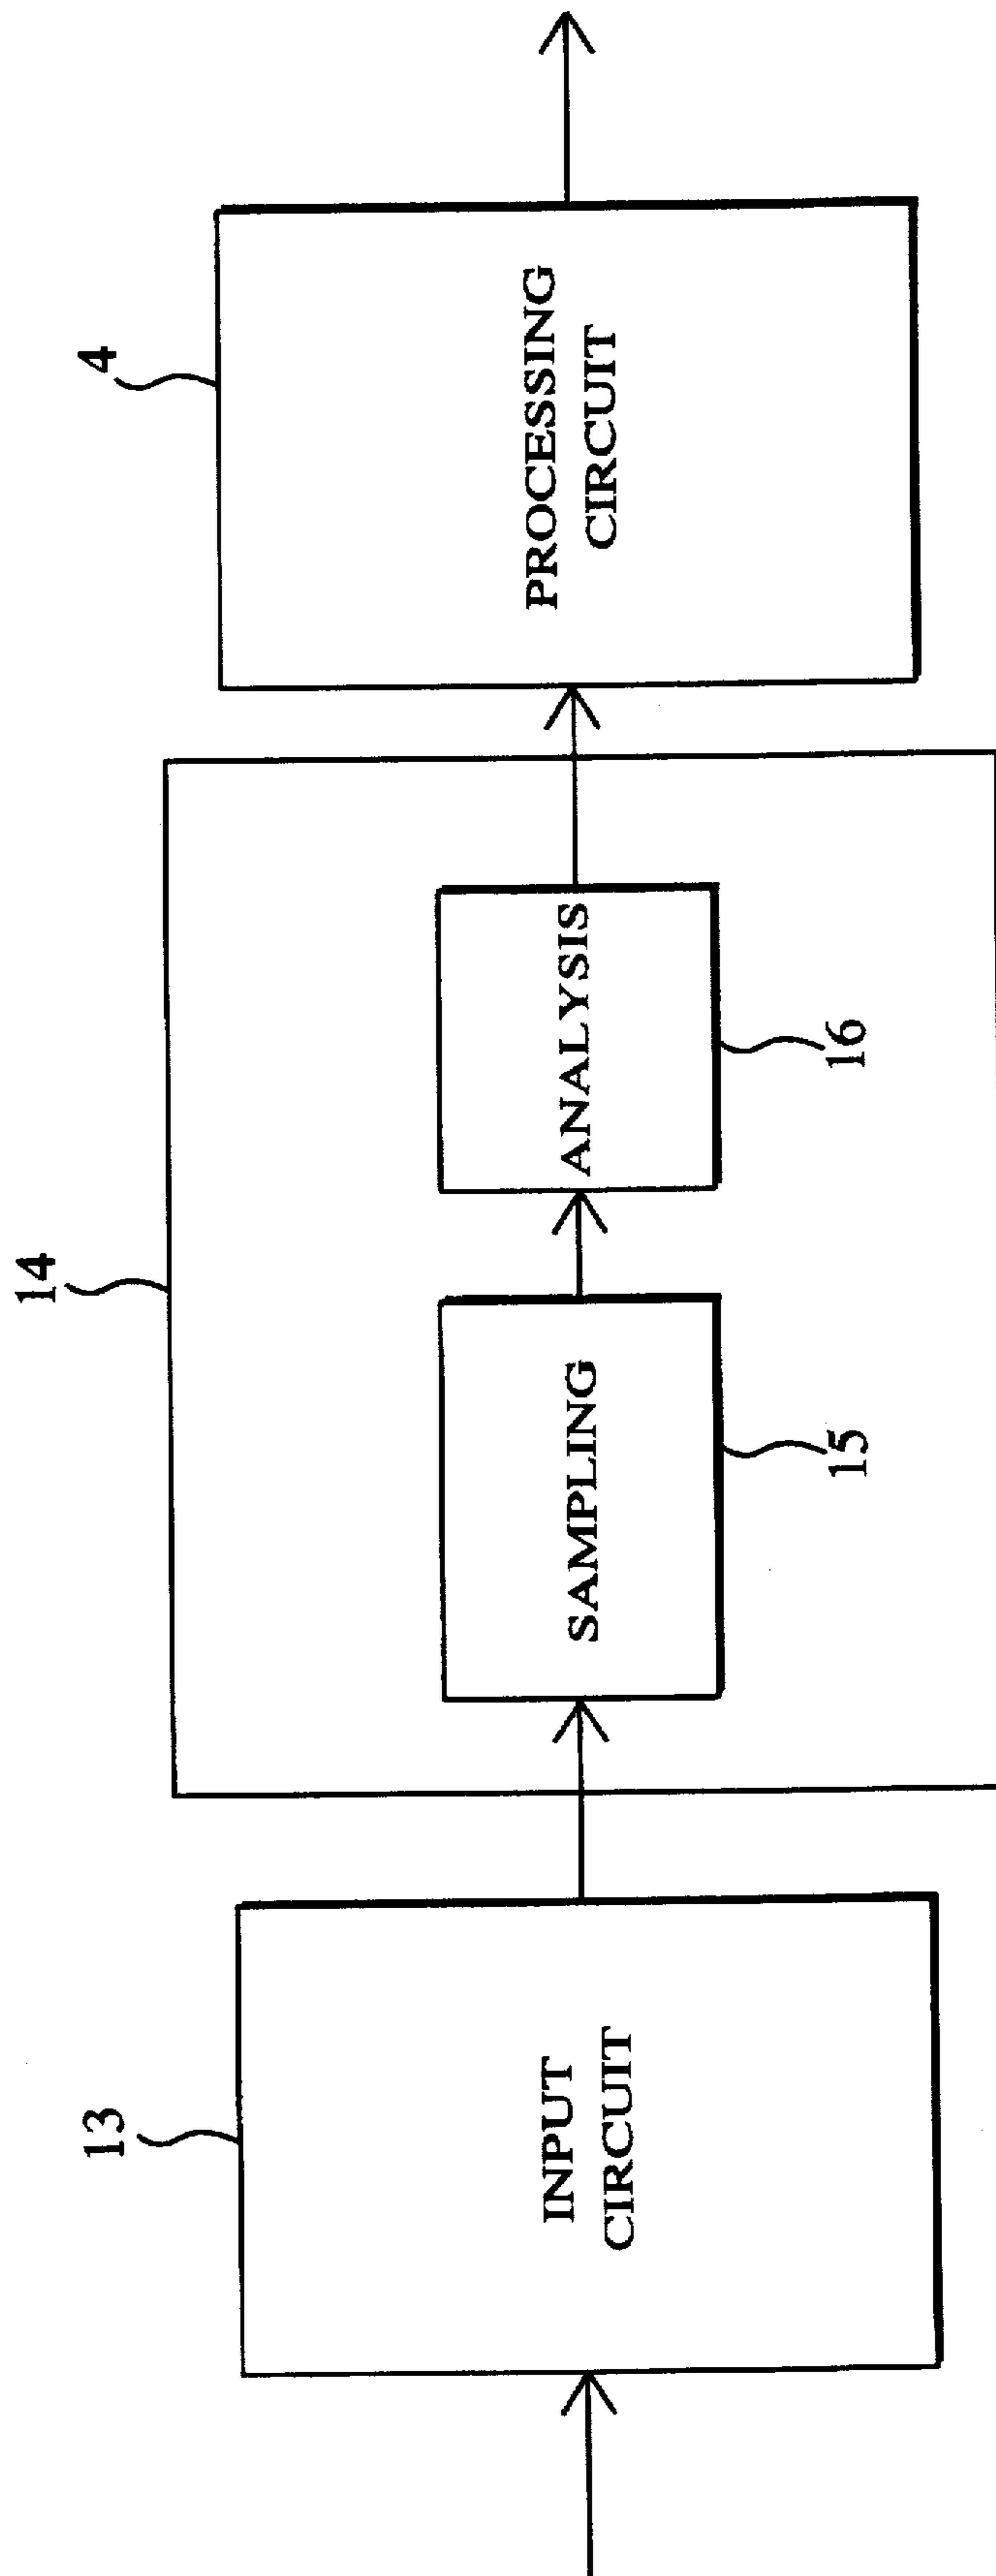 13
INPUT
CIRCUIT
14
SAMPLING
15
ANALYSIS
16
4
PROCESSING
CIRCUIT